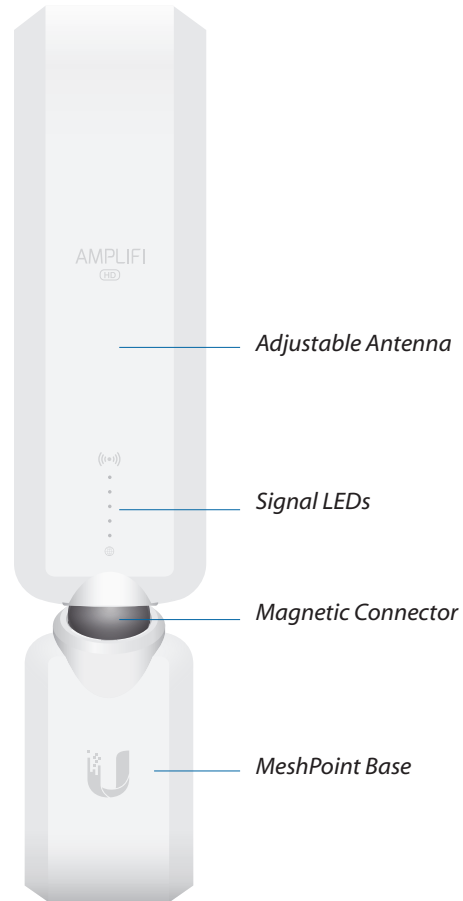 AMPLIFI
HD
Adjustable Antenna
Signal LEDs
Magnetic Connector
MeshPoint Base